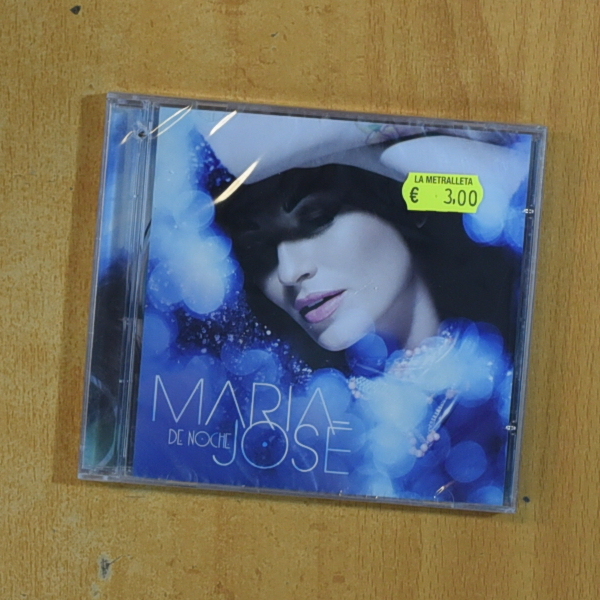 LA METRALLETA
€ 3,00
MARIA
DE NOCHE
JOSE